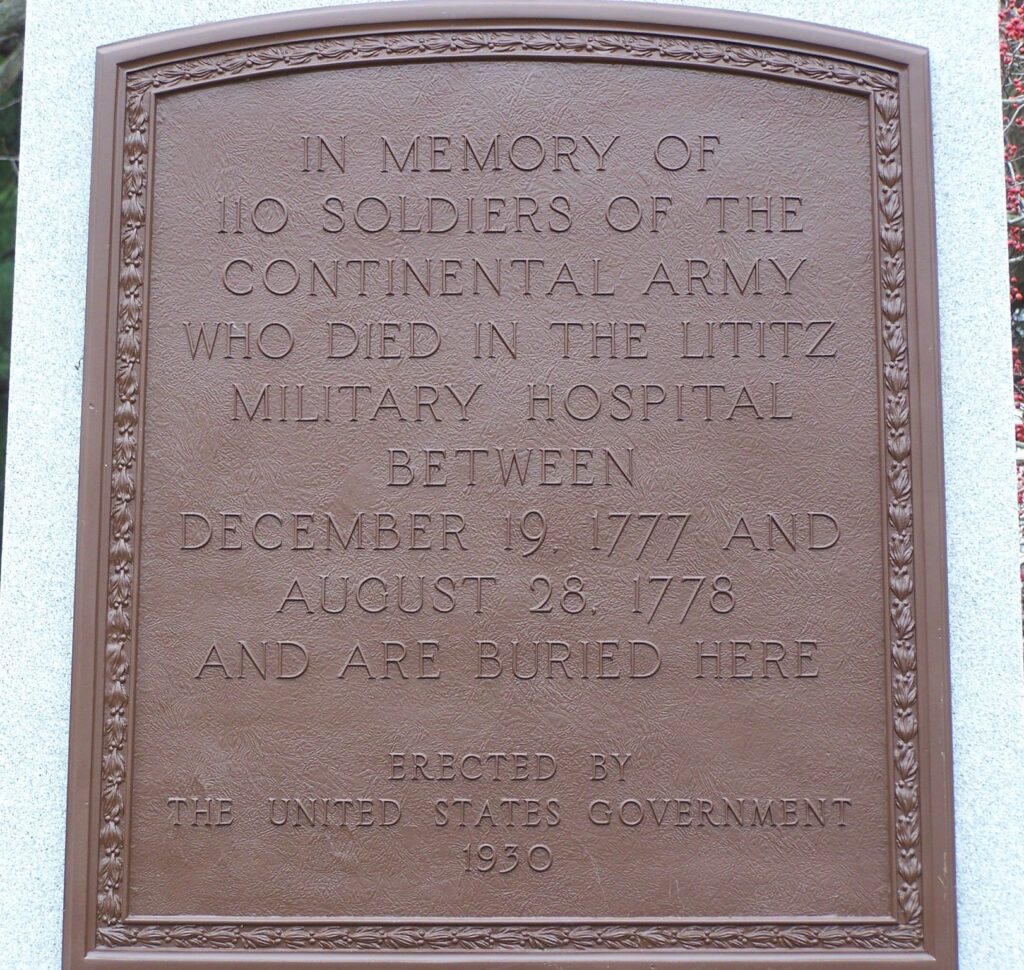 IN MEMORY OF
110 SOLDIERS OF THE
CONTINENTAL ARMY
WHO DIED IN THE LITITZ
MILITARY HOSPITAL
BETWEEN
DECEMBER 19, 1777 AND
AUGUST 28, 1778
AND ARE BURIED HERE
ERECTED BY
THE UNITED STATES GOVERNMENT
1930